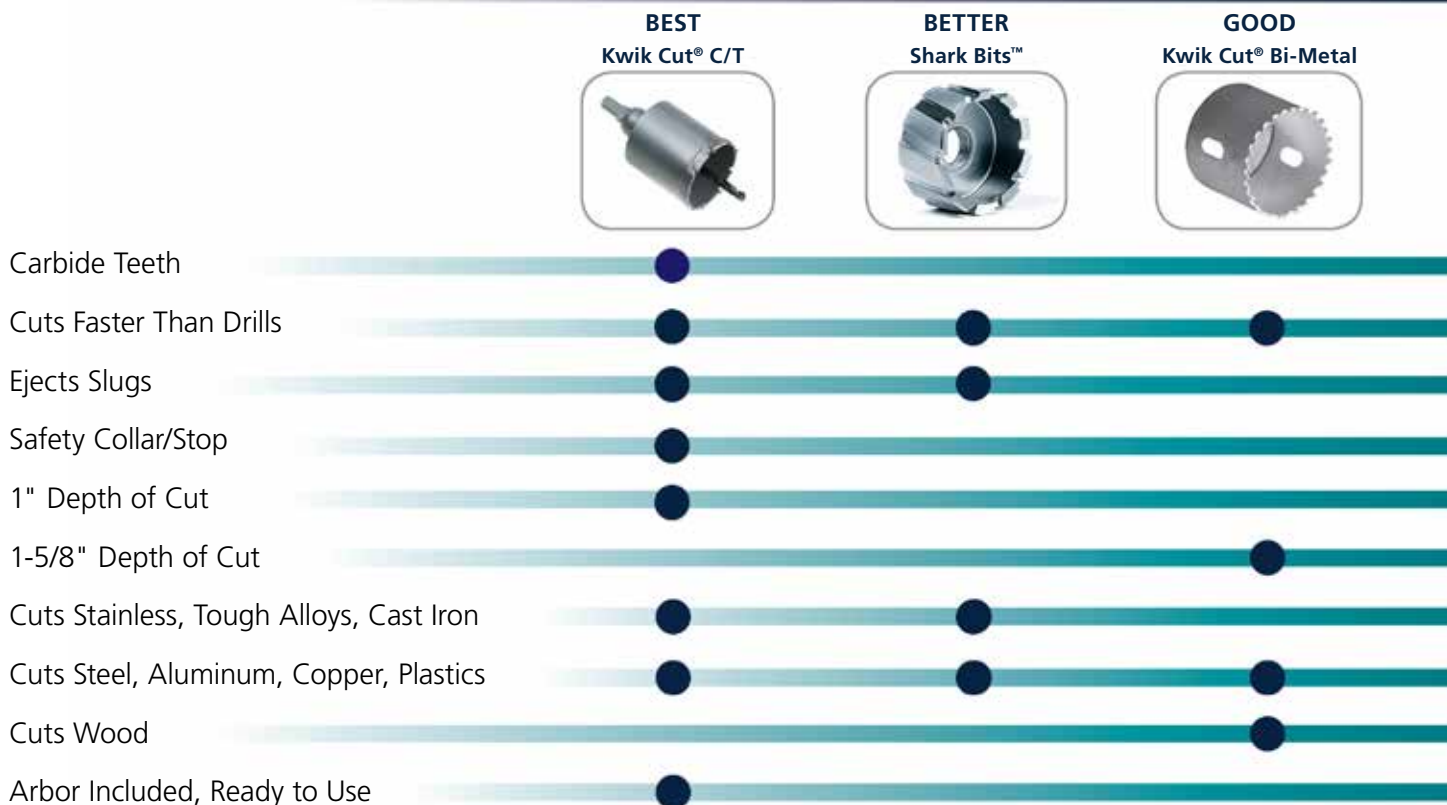 BEST
Kwik Cut® C/T
BETTER
Shark Bits™
GOOD
Kwik Cut® Bi-Metal
Carbide Teeth
Cuts Faster Than Drills
Ejects Slugs
Safety Collar/Stop
1" Depth of Cut
1-5/8" Depth of Cut
Cuts Stainless, Tough Alloys, Cast Iron
Cuts Steel, Aluminum, Copper, Plastics
Cuts Wood
Arbor Included, Ready to Use